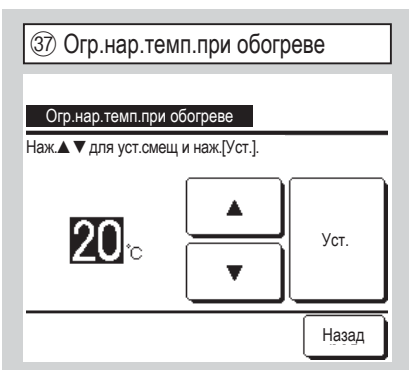 ㊲ Огр.нар.темп.при обогреве
Огр.нар.темп.при обогреве
Наж.▲▼ для уст.смещ и наж.[Уст.].
▲
20°C
Уст.
▼
Назад